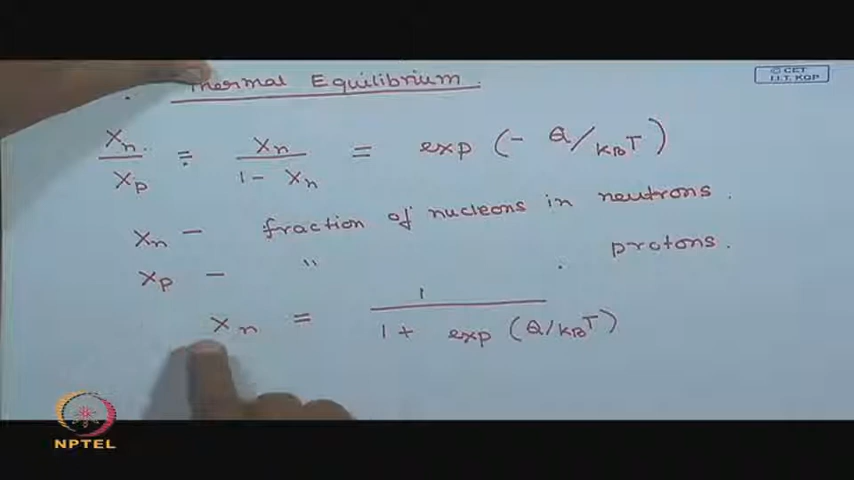 Thermal Equilibrium
© CET
I.I.T. KGP
Xn / Xp = Xn / 1 - Xn = exp (- Q/kBT)
Xn - fraction of nucleons in neutrons.
Xp - " protons.
Xn = 1 / 1 + exp (Q/kBT)
NPTEL